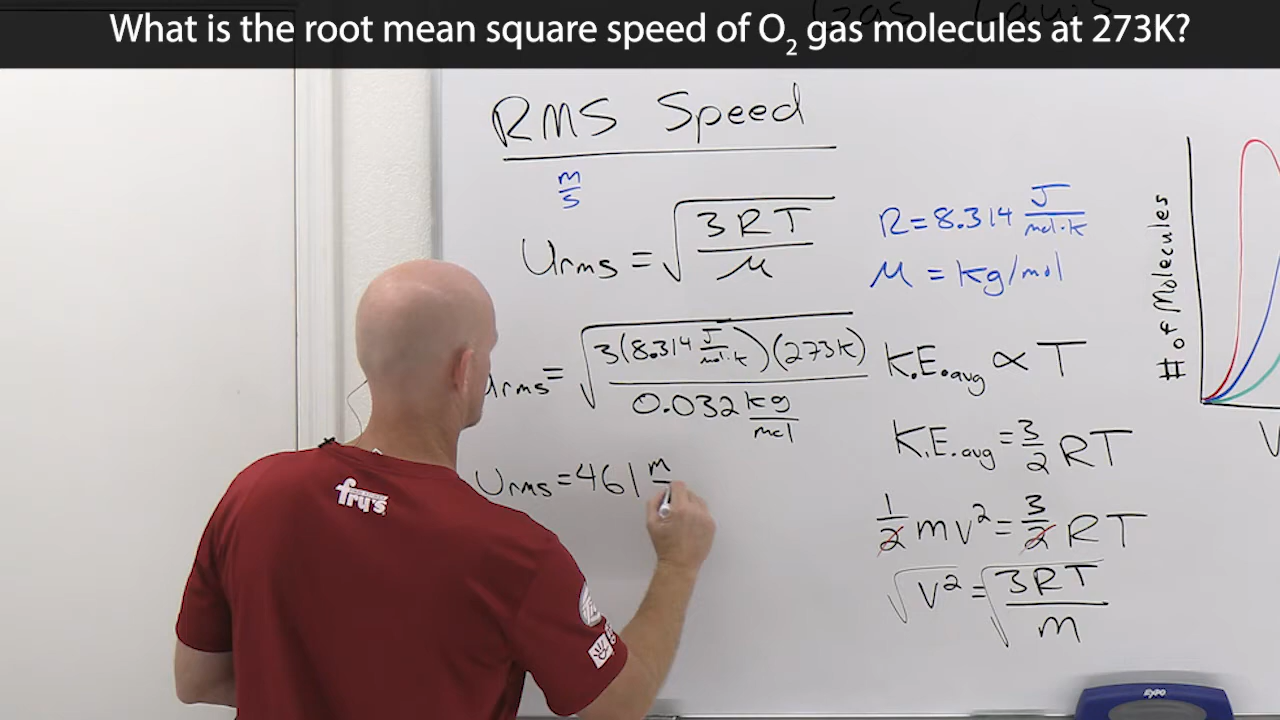 What is the root mean square speed of O₂ gas molecules at 273K?
RMS Speed
m/s
Urms = √(3RT/M)
R = 8.314 J/mol·K
M = kg/mol
Urms = √(3(8.314 J/mol·K)(273K)/0.032 kg/mol)
Urms = 461 m
K.E.avg ∝ T
K.E.avg = 3/2 RT
1/2 mv² = 3/2 RT
√v² = √(3RT/m)
# of Molecules
V
fry's
EXPO